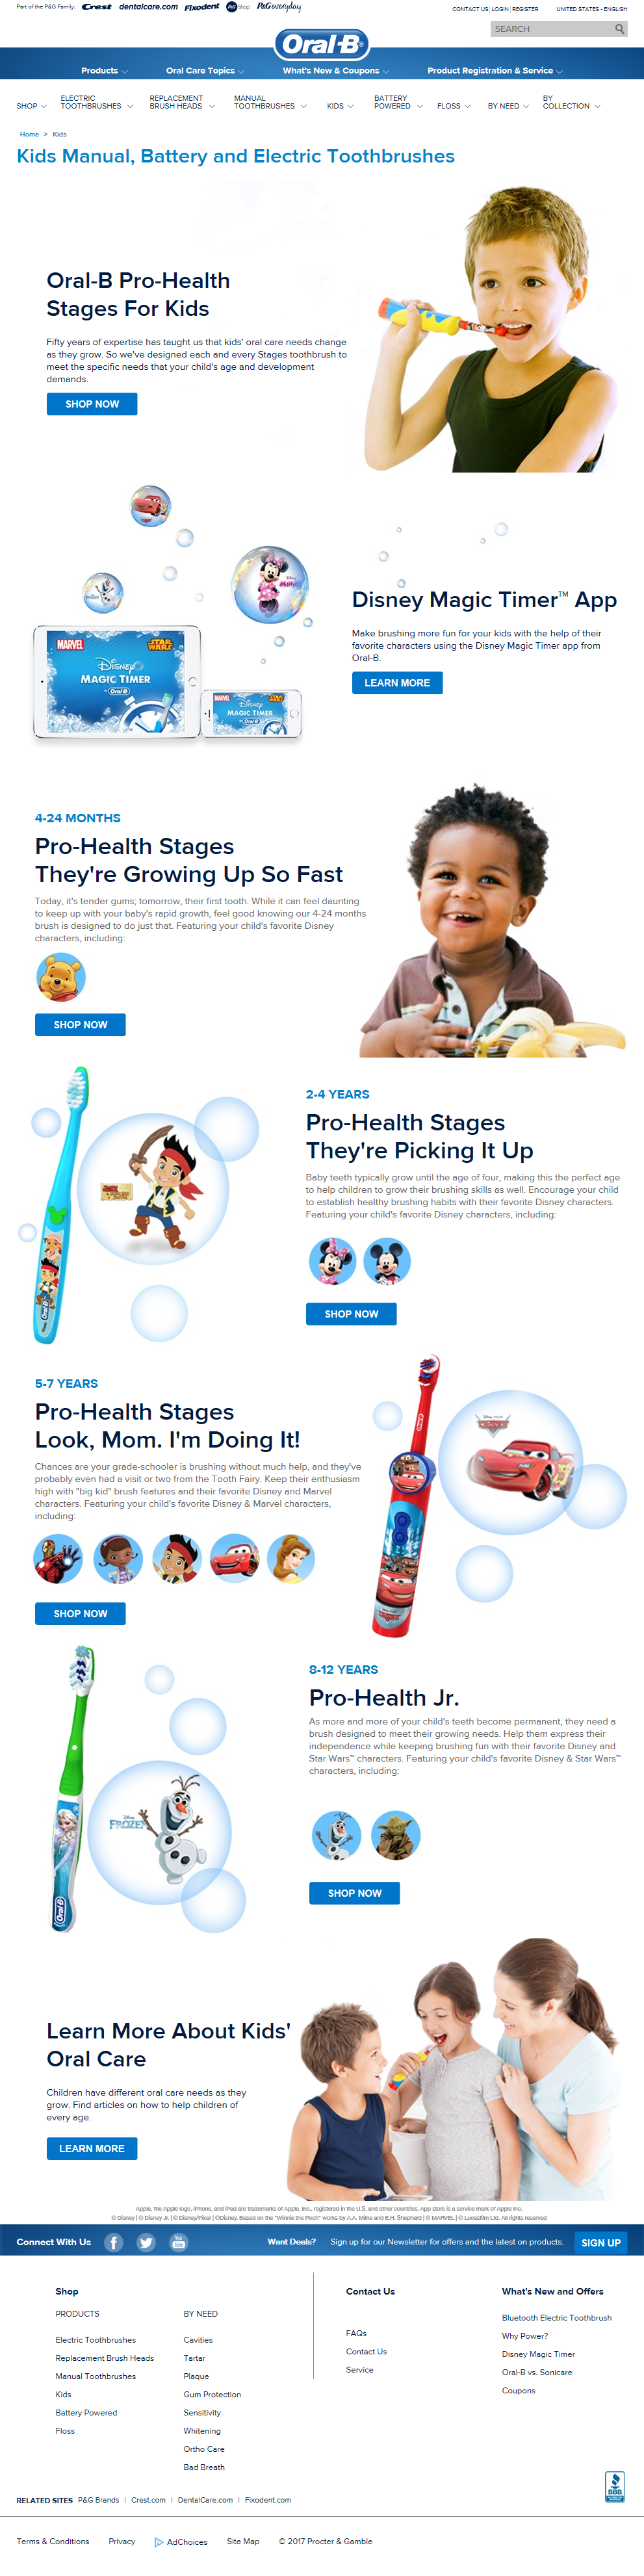 Part of the P&G Family: Crest dentalcare.com Fixodent P&G Shop P&G everyday
CONTACT US | LOGIN | REGISTER UNITED STATES - ENGLISH
SEARCH
Oral-B
Products Oral Care Topics What's New & Coupons Product Registration & Service
SHOP ELECTRIC TOOTHBRUSHES REPLACEMENT BRUSH HEADS MANUAL TOOTHBRUSHES KIDS BATTERY POWERED FLOSS BY NEED BY COLLECTION
Home > Kids
Kids Manual, Battery and Electric Toothbrushes
Oral-B Pro-Health
Stages For Kids
Fifty years of expertise has taught us that kids' oral care needs change
as they grow. So we've designed each and every Stages toothbrush to
meet the specific needs that your child's age and development
demands.
SHOP NOW
Disney
Minnie
MARVEL
STAR WARS
Disney
MAGIC TIMER
by Oral-B
MARVEL
STAR WARS
Disney
MAGIC TIMER
by Oral-B
Disney Magic Timer™ App
Make brushing more fun for your kids with the help of their
favorite characters using the Disney Magic Timer app from
Oral-B.
LEARN MORE
4-24 MONTHS
Pro-Health Stages
They're Growing Up So Fast
Today, it's tender gums; tomorrow, their first tooth. While it can feel daunting
to keep up with your baby's rapid growth, feel good knowing our 4-24 months
brush is designed to do just that. Featuring your child's favorite Disney
characters, including:
SHOP NOW
Oral-B
2-4 YEARS
Pro-Health Stages
They're Picking It Up
Baby teeth typically grow until the age of four, making this the perfect age
to help children to grow their brushing skills as well. Encourage your child
to establish healthy brushing habits with their favorite Disney characters.
Featuring your child's favorite Disney characters, including:
SHOP NOW
5-7 YEARS
Pro-Health Stages
Look, Mom. I'm Doing It!
Chances are your grade-schooler is brushing without much help, and they've
probably even had a visit or two from the Tooth Fairy. Keep their enthusiasm
high with "big kid" brush features and their favorite Disney and Marvel
characters. Featuring your child's favorite Disney & Marvel characters,
including:
SHOP NOW
Oral-B
CARS
CARS
8-12 YEARS
Pro-Health Jr.
As more and more of your child's teeth become permanent, they need a
brush designed to meet their growing needs. Help them express their
independence while keeping brushing fun with their favorite Disney and
Star Wars™ characters. Featuring your child's favorite Disney & Star Wars™
characters, including:
SHOP NOW
Disney
FROZEN
Oral-B
Learn More About Kids'
Oral Care
Children have different oral care needs as they
grow. Find articles on how to help children of
every age.
LEARN MORE
Apple, the Apple logo, iPhone, and iPad are trademarks of Apple, Inc., registered in the U.S. and other countries. App store is a service mark of Apple Inc.
© Disney | © Disney Jr. | © Disney/Pixar | ©Disney. Based on the "Winnie the Pooh" works by A.A. Milne and E.H. Shephard | © MARVEL | © Lucasfilm Ltd. All rights reserved
Connect With Us You Tube Want Deals? Sign up for our Newsletter for offers and the latest on products. SIGN UP
Shop
PRODUCTS
Electric Toothbrushes
Replacement Brush Heads
Manual Toothbrushes
Kids
Battery Powered
Floss
BY NEED
Cavities
Tartar
Plaque
Gum Protection
Sensitivity
Whitening
Ortho Care
Bad Breath
Contact Us
FAQs
Contact Us
Service
What's New and Offers
Bluetooth Electric Toothbrush
Why Power?
Disney Magic Timer
Oral-B vs. Sonicare
Coupons
BBB
RELATED SITES P&G Brands | Crest.com | DentalCare.com | Fixodent.com
Terms & Conditions Privacy AdChoices Site Map © 2017 Procter & Gamble